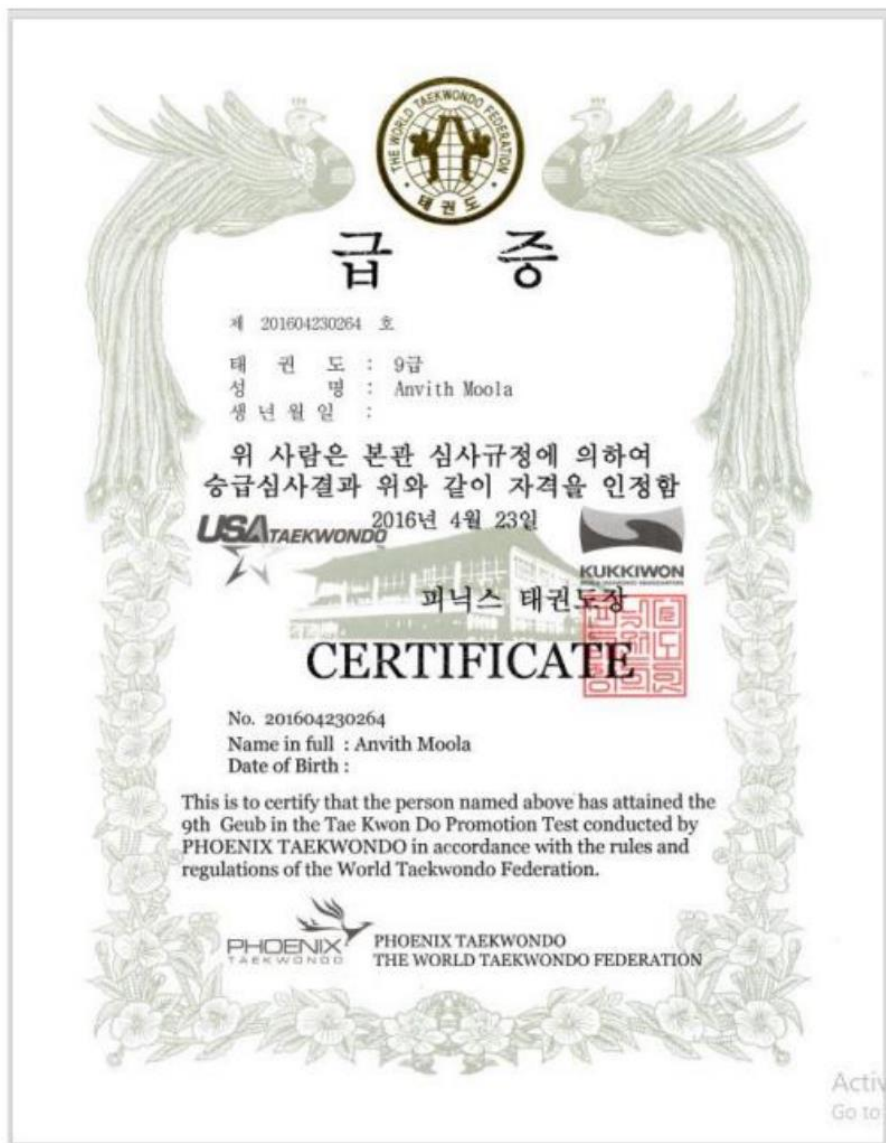 THE WORLD TAEKWONDO FEDERATION
태권도
급 증
제 201604230264 호
태 권 도 : 9급
성 명 : Anvith Moola
생년월일 :
위 사람은 본관 심사규정에 의하여
승급심사결과 위와 같이 자격을 인정함
2016년 4월 23일
USA TAEKWONDO
KUKKIWON
피닉스 태권도장
CERTIFICATE
No. 201604230264
Name in full : Anvith Moola
Date of Birth :
This is to certify that the person named above has attained the
9th Geub in the Tae Kwon Do Promotion Test conducted by
PHOENIX TAEKWONDO in accordance with the rules and
regulations of the World Taekwondo Federation.
PHOENIX
TAEKWONDO
PHOENIX TAEKWONDO
THE WORLD TAEKWONDO FEDERATION
Go to